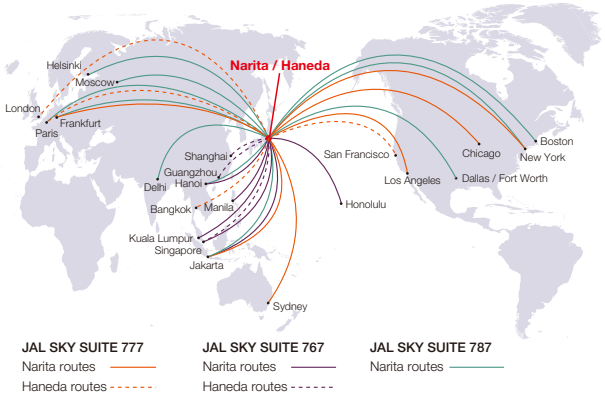 Narita / Haneda
Helsinki
Moscow
London
Paris
Frankfurt
Shanghai
Guangzhou
Hanoi
Delhi
Bangkok
Manila
Kuala Lumpur
Singapore
Jakarta
Sydney
Honolulu
San Francisco
Los Angeles
Dallas / Fort Worth
Chicago
Boston
New York
JAL SKY SUITE 777
Narita routes
Haneda routes
JAL SKY SUITE 767
Narita routes
Haneda routes
JAL SKY SUITE 787
Narita routes